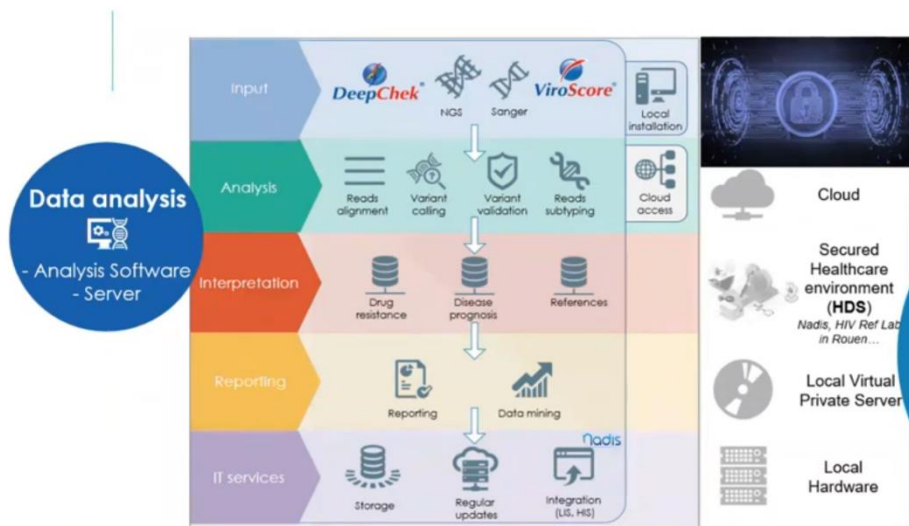 Data analysis
- Analysis Software
- Server
Input
DeepChek®
NGS
Sanger
ViroScore®
Local
installation
Analysis
Reads
alignment
Variant
calling
Variant
validation
Reads
subtyping
Cloud
access
Interpretation
Drug
resistance
Disease
prognosis
References
Reporting
Reporting
Data mining
IT services
Storage
Regular
updates
nadis
Integration
(LIS, HIS)
Cloud
Secured
Healthcare
environment
(HDS)
Nadis, HIV Ref Lab
in Rouen...
Local Virtual
Private Server
Local
Hardware